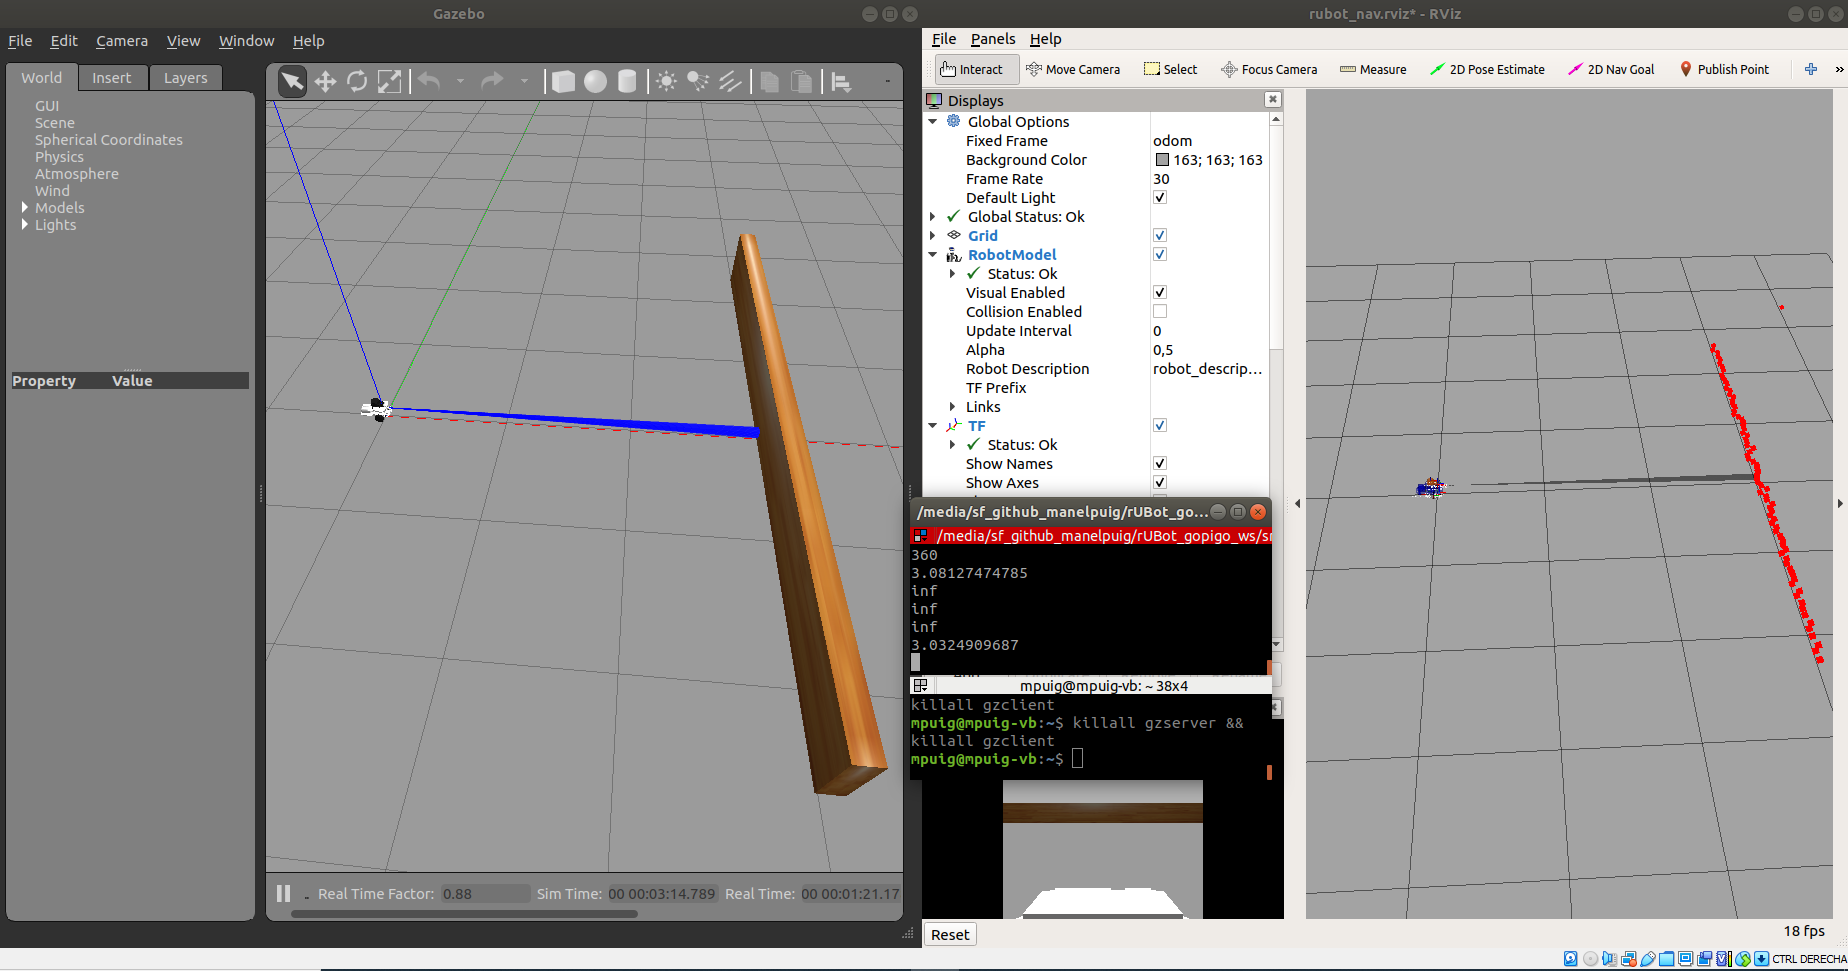 Gazebo
File Edit Camera View Window Help
World Insert Layers
GUI
Scene
Spherical Coordinates
Physics
Atmosphere
Wind
Models
Lights
Property Value
Real Time Factor: 0.88 Sim Time: 00 00:03:14.789 Real Time: 00 00:01:21.17
rubot_nav.rviz* - RViz
File Panels Help
Interact Move Camera Select Focus Camera Measure 2D Pose Estimate 2D Nav Goal Publish Point »
Displays
Global Options
Fixed Frame odom
Background Color 163; 163; 163
Frame Rate 30
Default Light
Global Status: Ok
Grid
RobotModel
Status: Ok
Visual Enabled
Collision Enabled
Update Interval 0
Alpha 0,5
Robot Description robot_descrip...
TF Prefix
Links
TF
Status: Ok
Show Names
Show Axes
/media/sf_github_manelpuig/rUBot_go...
/media/sf_github_manelpuig/rUBot_gopigo_ws/sr
360
3.08127474785
inf
inf
inf
3.0324909687
mpuig@mpuig-vb: ~ 38x4
killall gzclient
mpuig@mpuig-vb:~$ killall gzserver &&
killall gzclient
mpuig@mpuig-vb:~$
Reset
18 fps
CTRL DERECHA